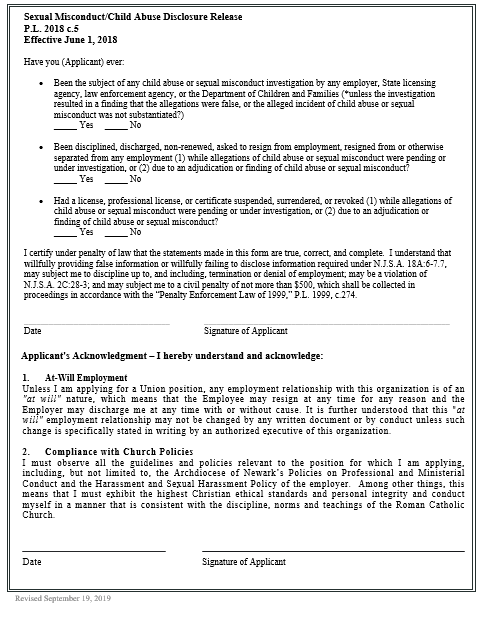 Sexual Misconduct/Child Abuse Disclosure Release
P.L. 2018 c.5
Effective June 1, 2018
Have you (Applicant) ever:
• Been the subject of any child abuse or sexual misconduct investigation by any employer, State licensing
agency, law enforcement agency, or the Department of Children and Families (*unless the investigation
resulted in a finding that the allegations were false, or the alleged incident of child abuse or sexual
misconduct was not substantiated?)
_____ Yes _____ No
• Been disciplined, discharged, non-renewed, asked to resign from employment, resigned from or otherwise
separated from any employment (1) while allegations of child abuse or sexual misconduct were pending or
under investigation, or (2) due to an adjudication or finding of child abuse or sexual misconduct?
_____ Yes _____ No
• Had a license, professional license, or certificate suspended, surrendered, or revoked (1) while allegations of
child abuse or sexual misconduct were pending or under investigation, or (2) due to an adjudication or
finding of child abuse or sexual misconduct?
_____ Yes _____ No
I certify under penalty of law that the statements made in this form are true, correct, and complete. I understand that
willfully providing false information or willfully failing to disclose information required under N.J.S.A. 18A:6-7.7,
may subject me to discipline up to, and including, termination or denial of employment; may be a violation of
N.J.S.A. 2C:28-3; and may subject me to a civil penalty of not more than $500, which shall be collected in
proceedings in accordance with the "Penalty Enforcement Law of 1999," P.L. 1999, c.274.
Date Signature of Applicant
Applicant's Acknowledgment – I hereby understand and acknowledge:
1. At-Will Employment
Unless I am applying for a Union position, any employment relationship with this organization is of an
"at will" nature, which means that the Employee may resign at any time for any reason and the
Employer may discharge me at any time with or without cause. It is further understood that this "at
will" employment relationship may not be changed by any written document or by conduct unless such
change is specifically stated in writing by an authorized executive of this organization.
2. Compliance with Church Policies
I must observe all the guidelines and policies relevant to the position for which I am applying,
including, but not limited to, the Archdiocese of Newark's Policies on Professional and Ministerial
Conduct and the Harassment and Sexual Harassment Policy of the employer. Among other things, this
means that I must exhibit the highest Christian ethical standards and personal integrity and conduct
myself in a manner that is consistent with the discipline, norms and teachings of the Roman Catholic
Church.
Date Signature of Applicant
Revised September 19, 2019